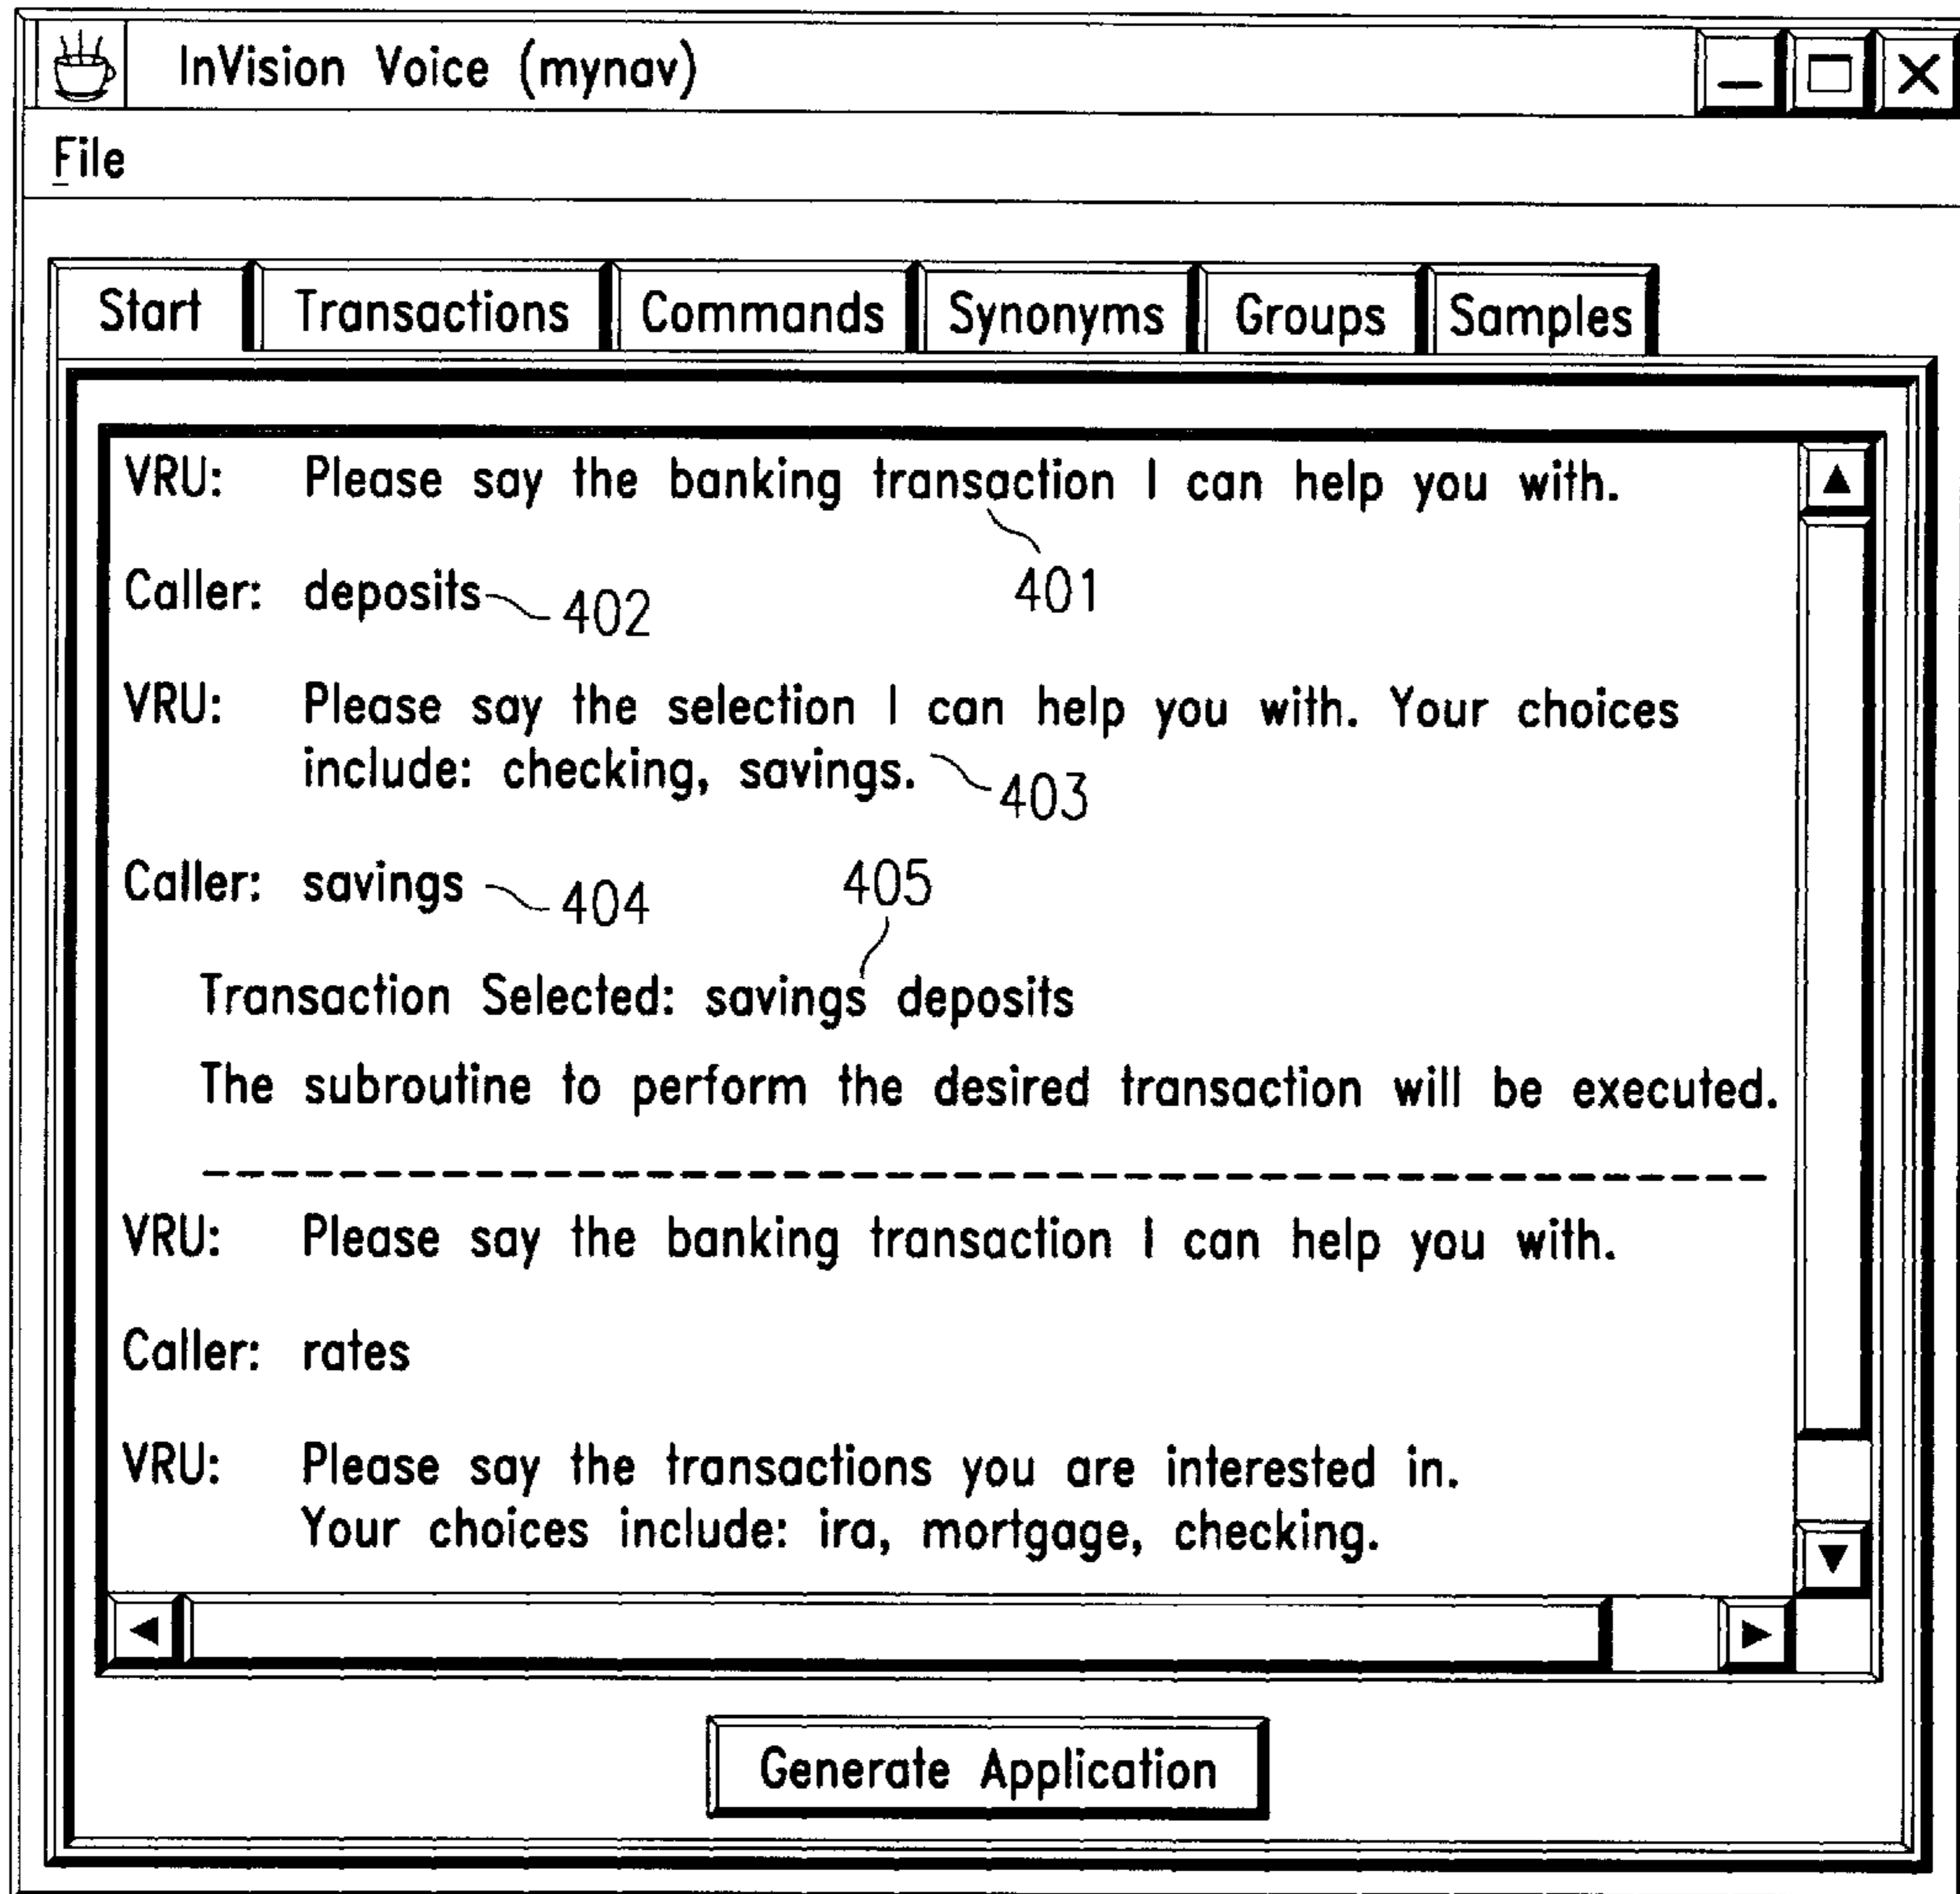 InVision Voice (mynav)
File
Start Transactions Commands Synonyms Groups Samples
VRU: Please say the banking transaction I can help you with.
401
Caller: deposits 402
VRU: Please say the selection I can help you with. Your choices
include: checking, savings. 403
Caller: savings 404 405
Transaction Selected: savings deposits
The subroutine to perform the desired transaction will be executed.
VRU: Please say the banking transaction I can help you with.
Caller: rates
VRU: Please say the transactions you are interested in.
Your choices include: ira, mortgage, checking.
Generate Application